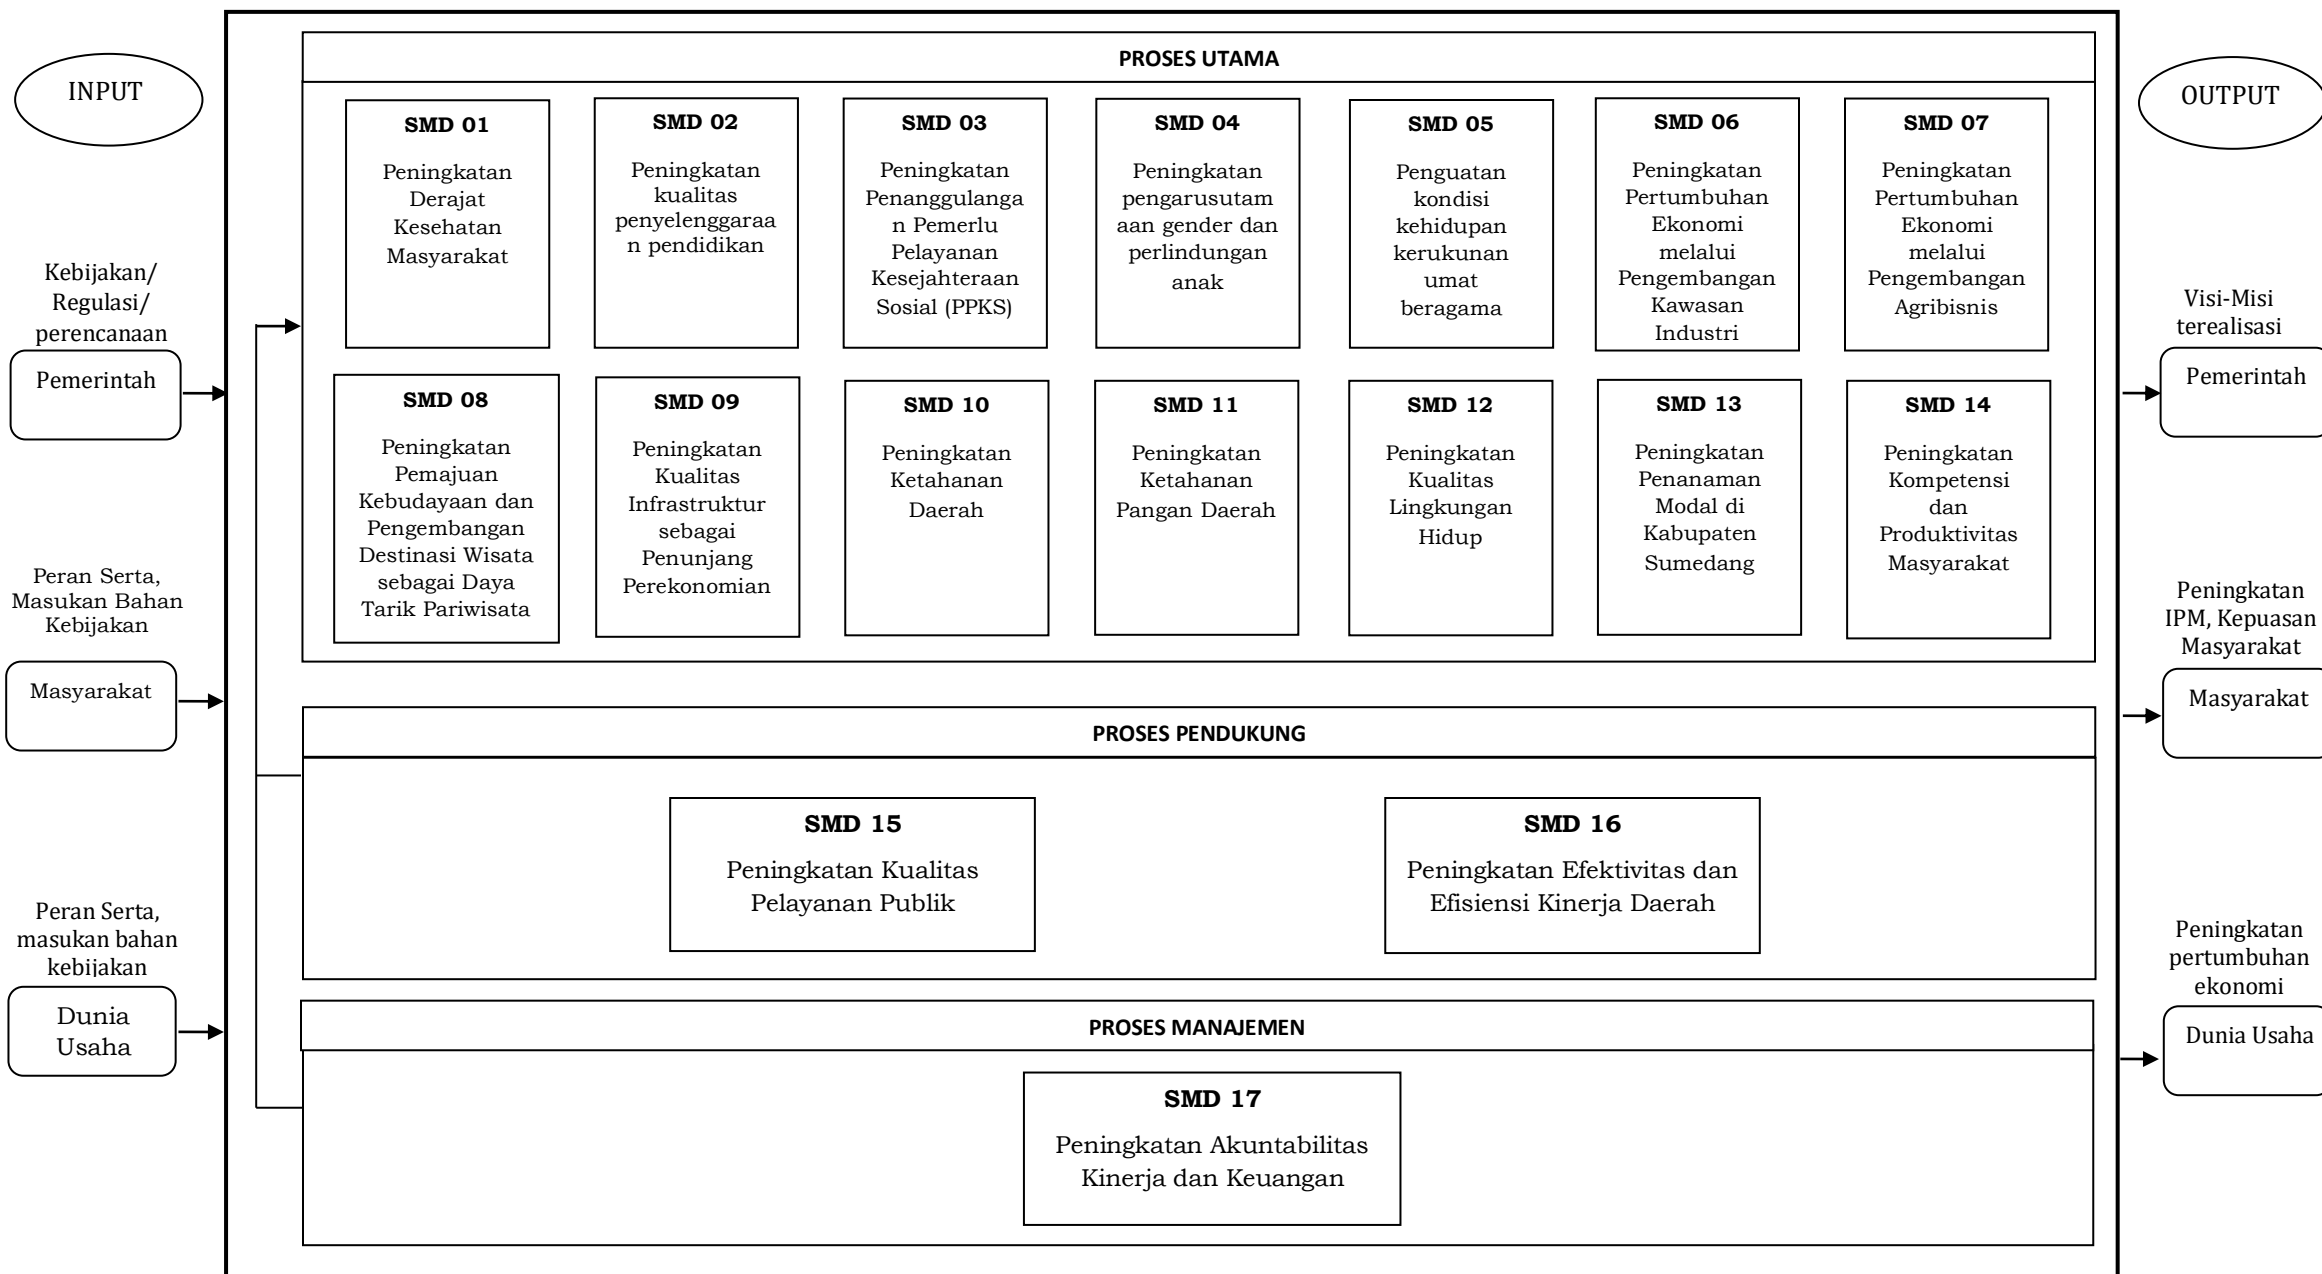 INPUT
Kebijakan/
Regulasi/
perencanaan
Pemerintah
Peran Serta,
Masukan Bahan
Kebijakan
Masyarakat
Peran Serta,
masukan bahan
kebijakan
Dunia
Usaha
PROSES UTAMA
SMD 01
Peningkatan
Derajat
Kesehatan
Masyarakat
SMD 02
Peningkatan
kualitas
penyelenggaraa
n pendidikan
SMD 03
Peningkatan
Penanggulanga
n Pemerlu
Pelayanan
Kesejahteraan
Sosial (PPKS)
SMD 04
Peningkatan
pengarusutam
aan gender dan
perlindungan
anak
SMD 05
Penguatan
kondisi
kehidupan
kerukunan
umat
beragama
SMD 06
Peningkatan
Pertumbuhan
Ekonomi
melalui
Pengembangan
Kawasan
Industri
SMD 07
Peningkatan
Pertumbuhan
Ekonomi
melalui
Pengembangan
Agribisnis
SMD 08
Peningkatan
Pemajuan
Kebudayaan dan
Pengembangan
Destinasi Wisata
sebagai Daya
Tarik Pariwisata
SMD 09
Peningkatan
Kualitas
Infrastruktur
sebagai
Penunjang
Perekonomian
SMD 10
Peningkatan
Ketahanan
Daerah
SMD 11
Peningkatan
Ketahanan
Pangan Daerah
SMD 12
Peningkatan
Kualitas
Lingkungan
Hidup
SMD 13
Peningkatan
Penanaman
Modal di
Kabupaten
Sumedang
SMD 14
Peningkatan
Kompetensi
dan
Produktivitas
Masyarakat
PROSES PENDUKUNG
SMD 15
Peningkatan Kualitas
Pelayanan Publik
SMD 16
Peningkatan Efektivitas dan
Efisiensi Kinerja Daerah
PROSES MANAJEMEN
SMD 17
Peningkatan Akuntabilitas
Kinerja dan Keuangan
OUTPUT
Visi-Misi
terealisasi
Pemerintah
Peningkatan
IPM, Kepuasan
Masyarakat
Masyarakat
Peningkatan
pertumbuhan
ekonomi
Dunia Usaha